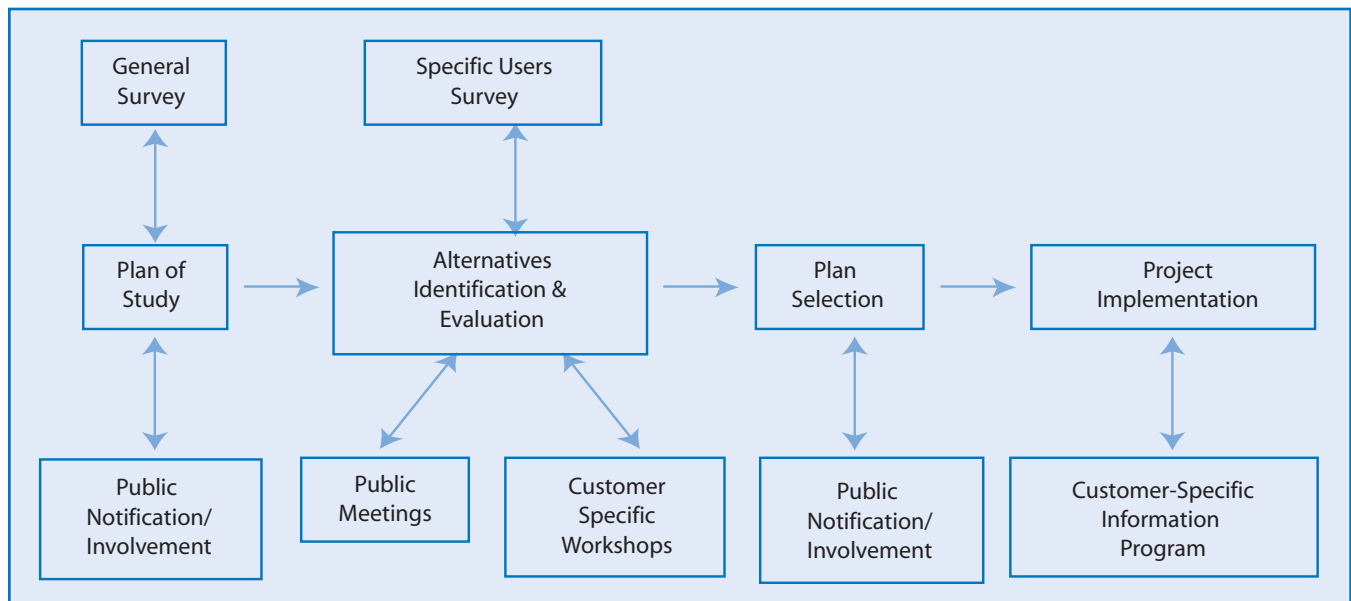 General
Survey
Specific Users
Survey
Plan of
Study
Alternatives
Identification &
Evaluation
Plan
Selection
Project
Implementation
Public
Notification/
Involvement
Public
Meetings
Customer
Specific
Workshops
Public
Notification/
Involvement
Customer-Specific
Information
Program